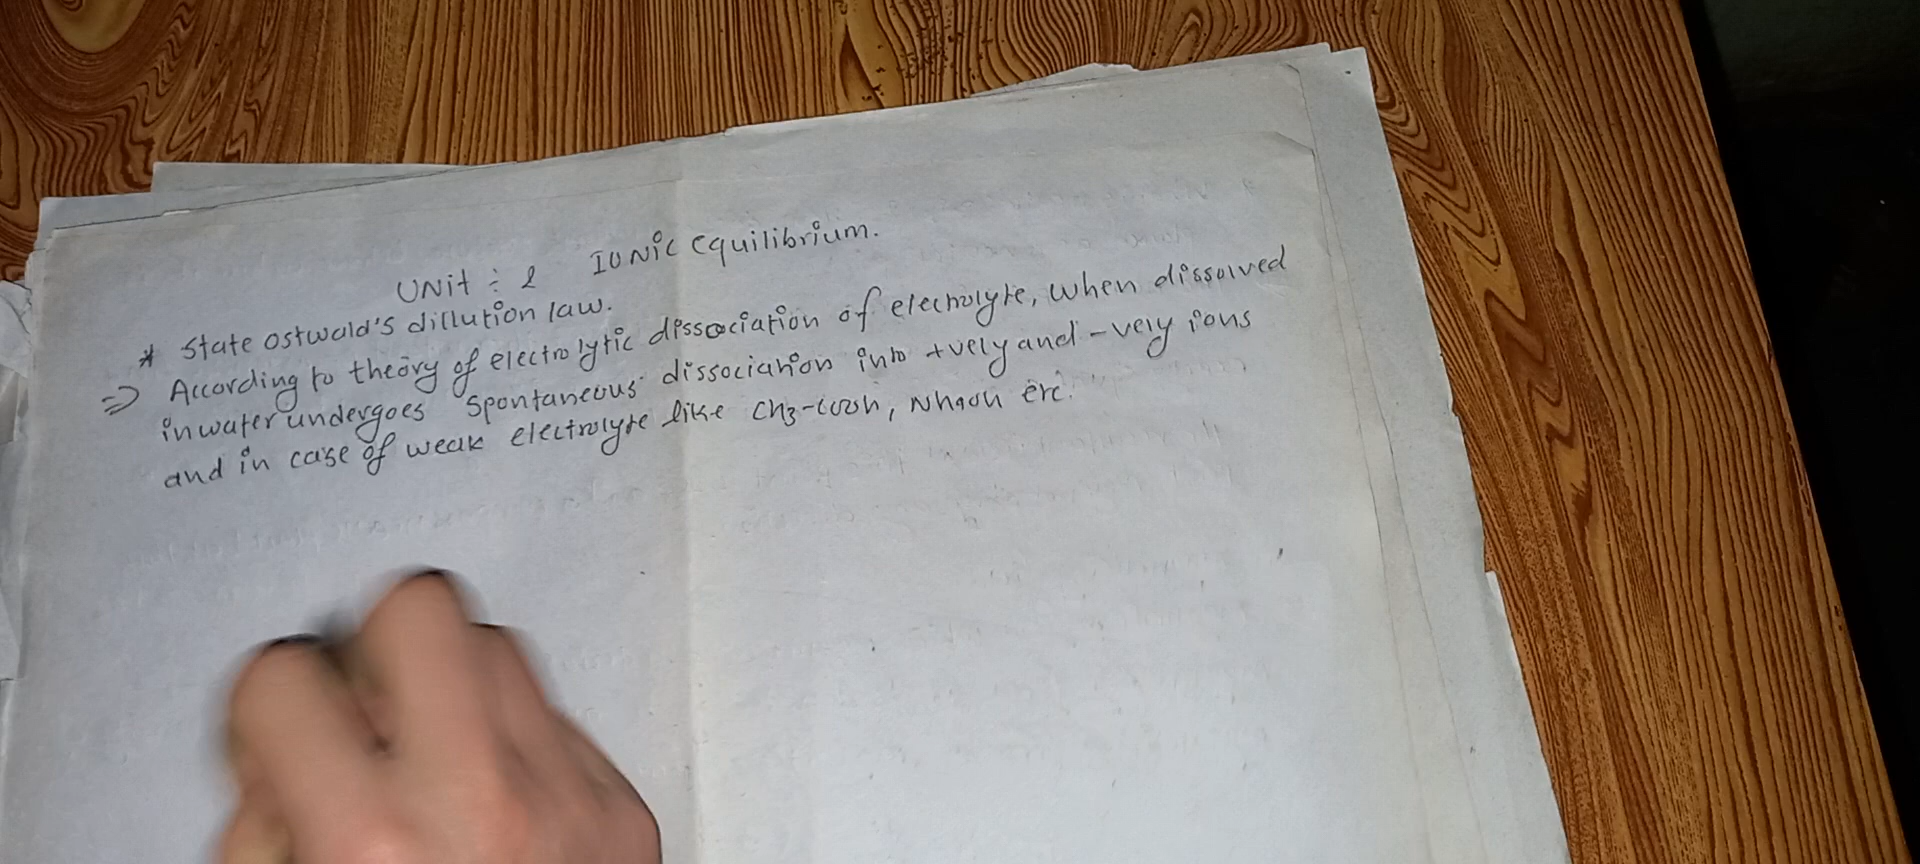 UNit : 2 IONic equilibrium.
* State ostwald's dillution law.
⇒ According to theory of electrolytic dissociation of electrolyte, when dissolved
in water undergoes spontaneous dissociation into +vely and -vely ions
and in case of weak electrolyte like CH3-COOH, NH4OH etc.